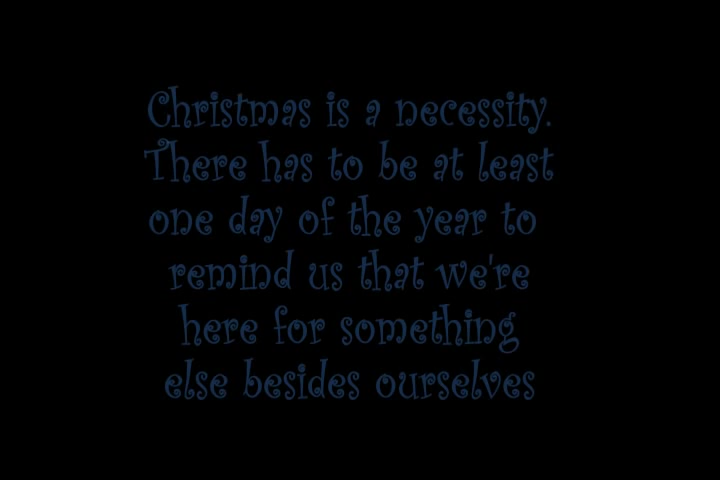 Christmas is a necessity.
There has to be at least
one day of the year to
remind us that we're
here for something
else besides ourselves